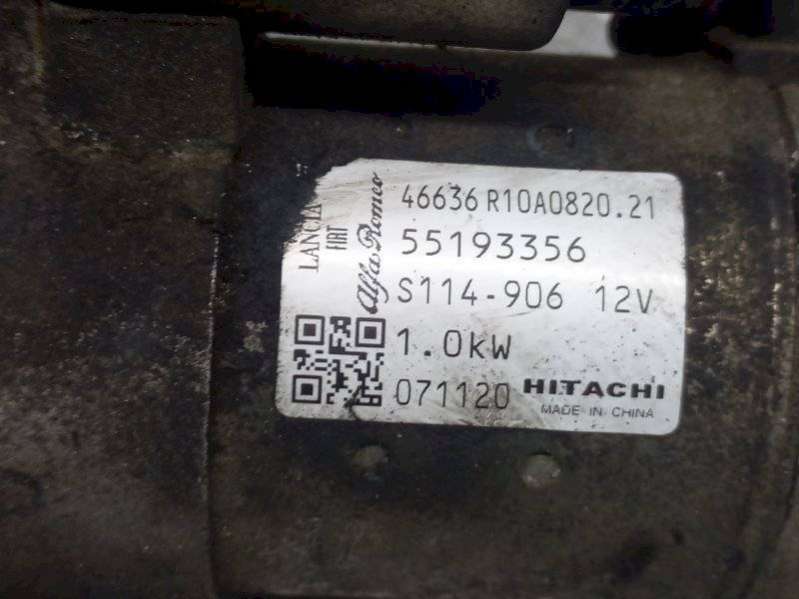 LANCIA
FIAT
Alfa Romeo
46636 R10A0820.21
55193356
S114-906 12V
1.0kW
071120 HITACHI
MADE IN CHINA